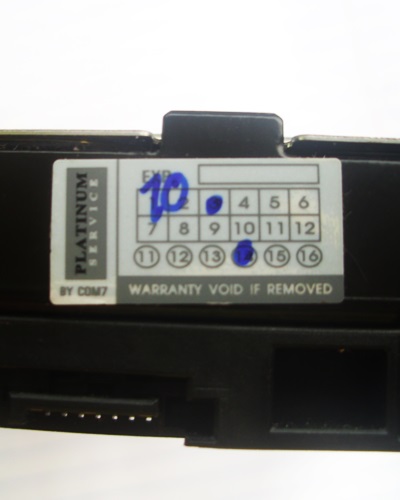 PLATINUM
SERVICE
BY COM7
EXP.
10
2 4 5 6
7 8 9 10 11 12
11 12 13 14 15 16
WARRANTY VOID IF REMOVED